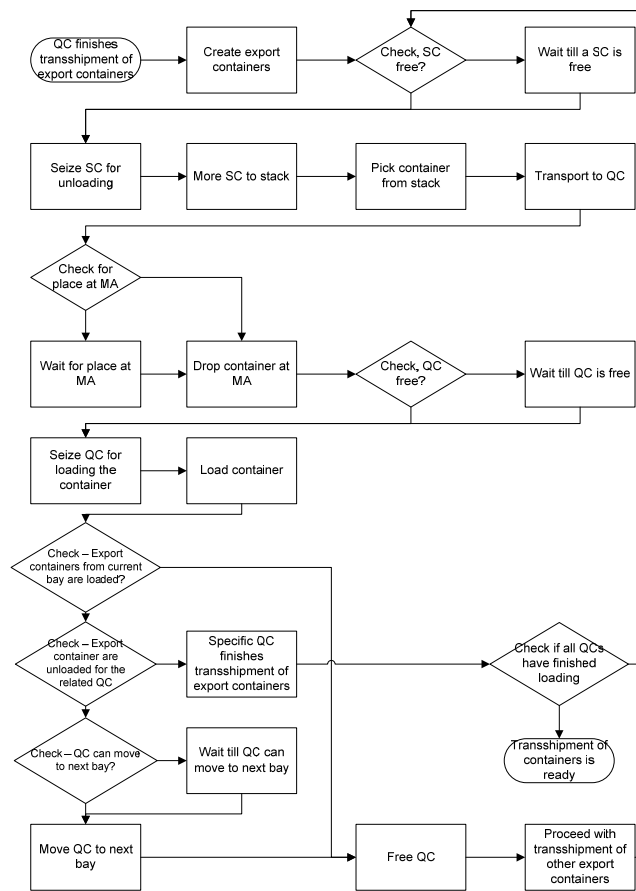 QC finishes
transshipment of
export containers
Create export
containers
Check, SC
free?
Wait till a SC is
free
Seize SC for
unloading
More SC to stack
Pick container
from stack
Transport to QC
Check for
place at MA
Wait for place at
MA
Drop container at
MA
Check, QC
free?
Wait till QC is free
Seize QC for
loading the
container
Load container
Check – Export
containers from current
bay are loaded?
Check – Export
container are
unloaded for the
related QC
Specific QC
finishes
transshipment of
export containers
Check if all QCs
have finished
loading
Check – QC can move
to next bay?
Wait till QC can
move to next bay
Transshipment of
containers is
ready
Move QC to next
bay
Free QC
Proceed with
transshipment of
other export
containers